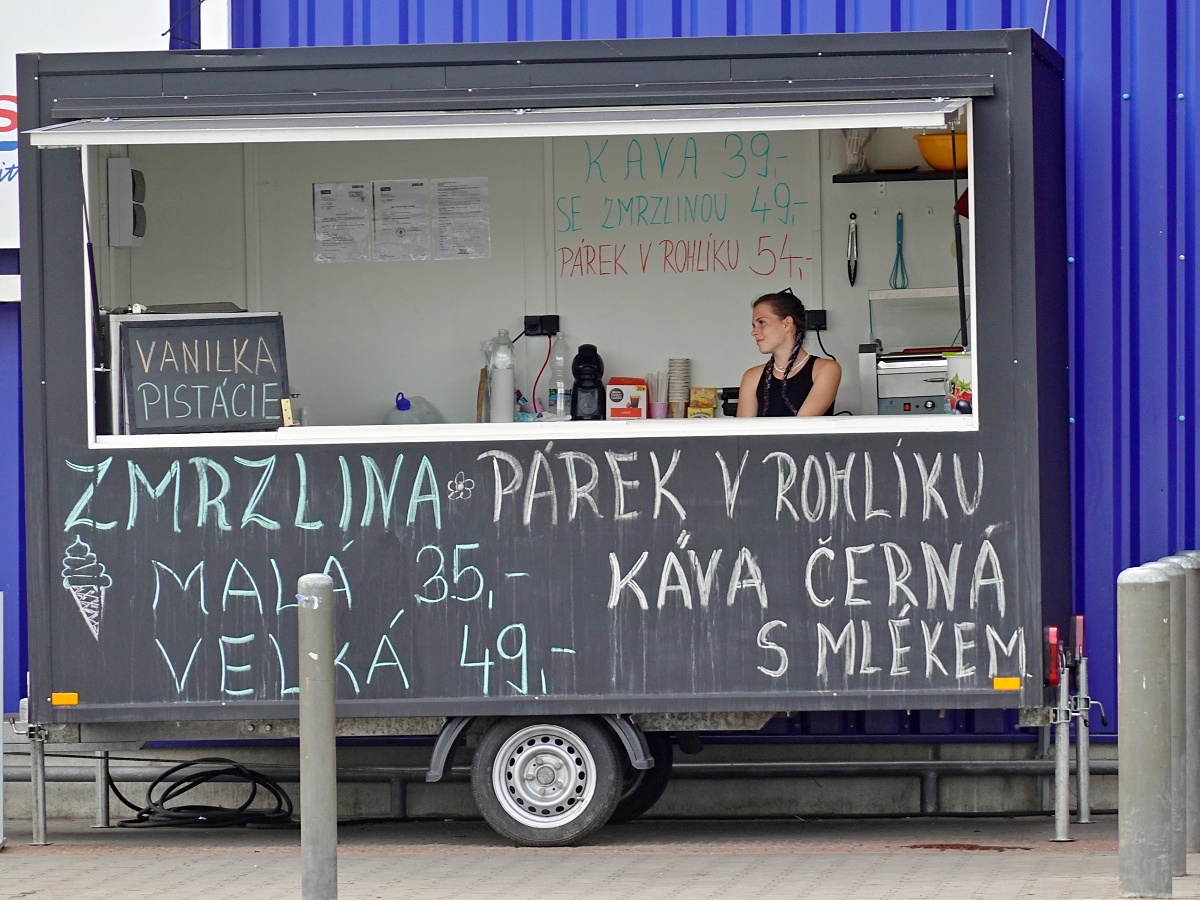 KAVA 39,-
SE ZMRZLINOU 49,-
PÁREK V ROHLÍKU 54,-
VANILKA
PISTÁCIE
ZMRZLINA PÁREK V ROHLÍKU
MALÁ 35,- KÁVA ČERNÁ
VELKÁ 49,- S MLÉKEM